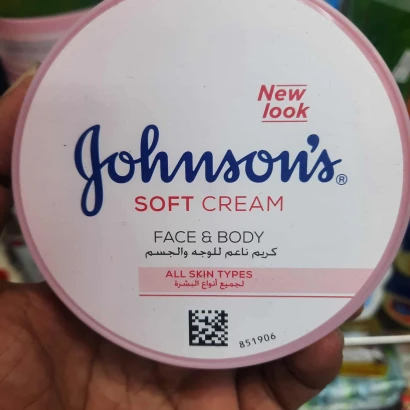 New
look
Johnson's®
SOFT CREAM
FACE & BODY
كريم ناعم للوجه والجسم
ALL SKIN TYPES
لجميع أنواع البشرة
851906